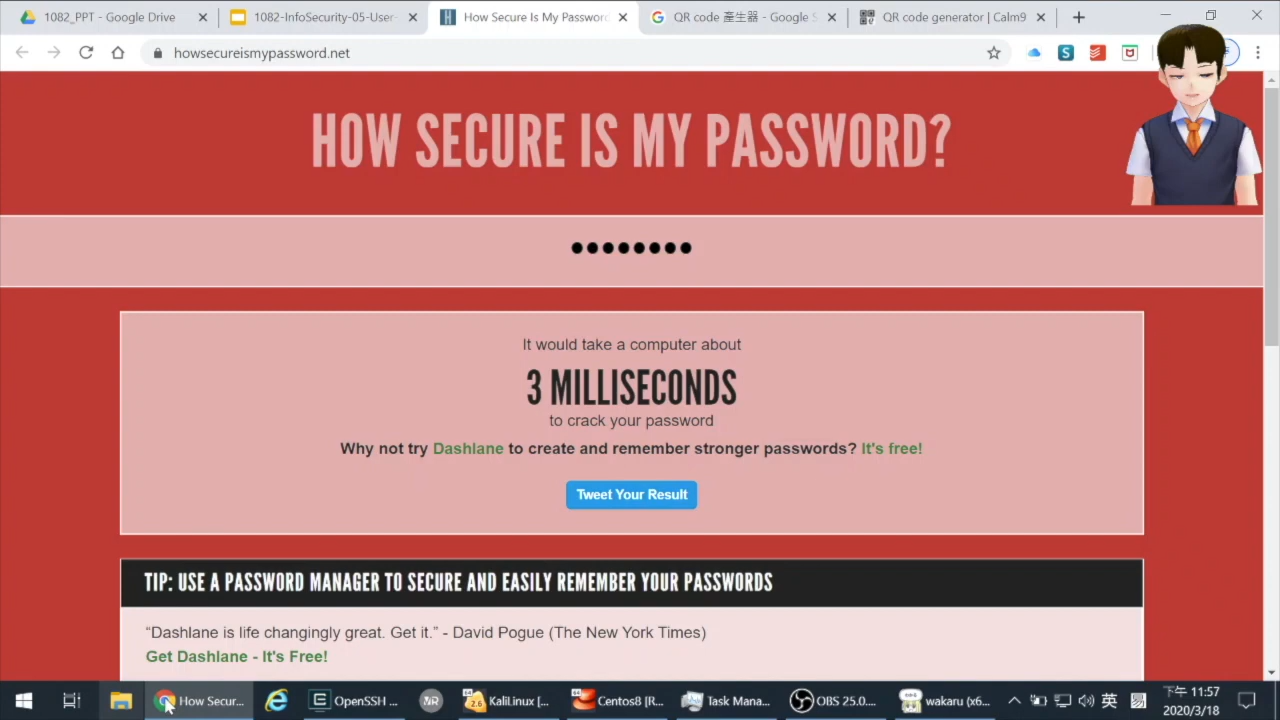 1082_PPT - Google Drive
1082-InfoSecurity-05-User-
How Secure Is My Password
QR code 產生器 - Google S
QR code generator | Calm9
howsecureismypassword.net
HOW SECURE IS MY PASSWORD?
It would take a computer about
3 MILLISECONDS
to crack your password
Why not try Dashlane to create and remember stronger passwords? It's free!
Tweet Your Result
TIP: USE A PASSWORD MANAGER TO SECURE AND EASILY REMEMBER YOUR PASSWORDS
“Dashlane is life changingly great. Get it.” - David Pogue (The New York Times)
Get Dashlane - It's Free!
How Secur...
OpenSSH ...
KaliLinux [...
Centos8 [R...
Task Mana...
OBS 25.0....
wakaru (x6...
英
下午 11:57
2020/3/18